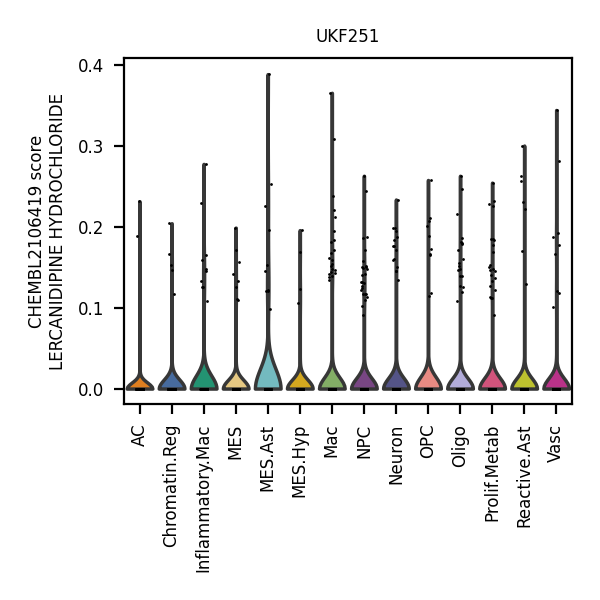 UKF251
CHEMBL2106419 score
LERCANIDIPINE HYDROCHLORIDE
0.4
0.3
0.2
0.1
0.0
AC
Chromatin.Reg
Inflammatory.Mac
MES
MES.Ast
MES.Hyp
Mac
NPC
Neuron
OPC
Oligo
Prolif.Metab
Reactive.Ast
Vasc